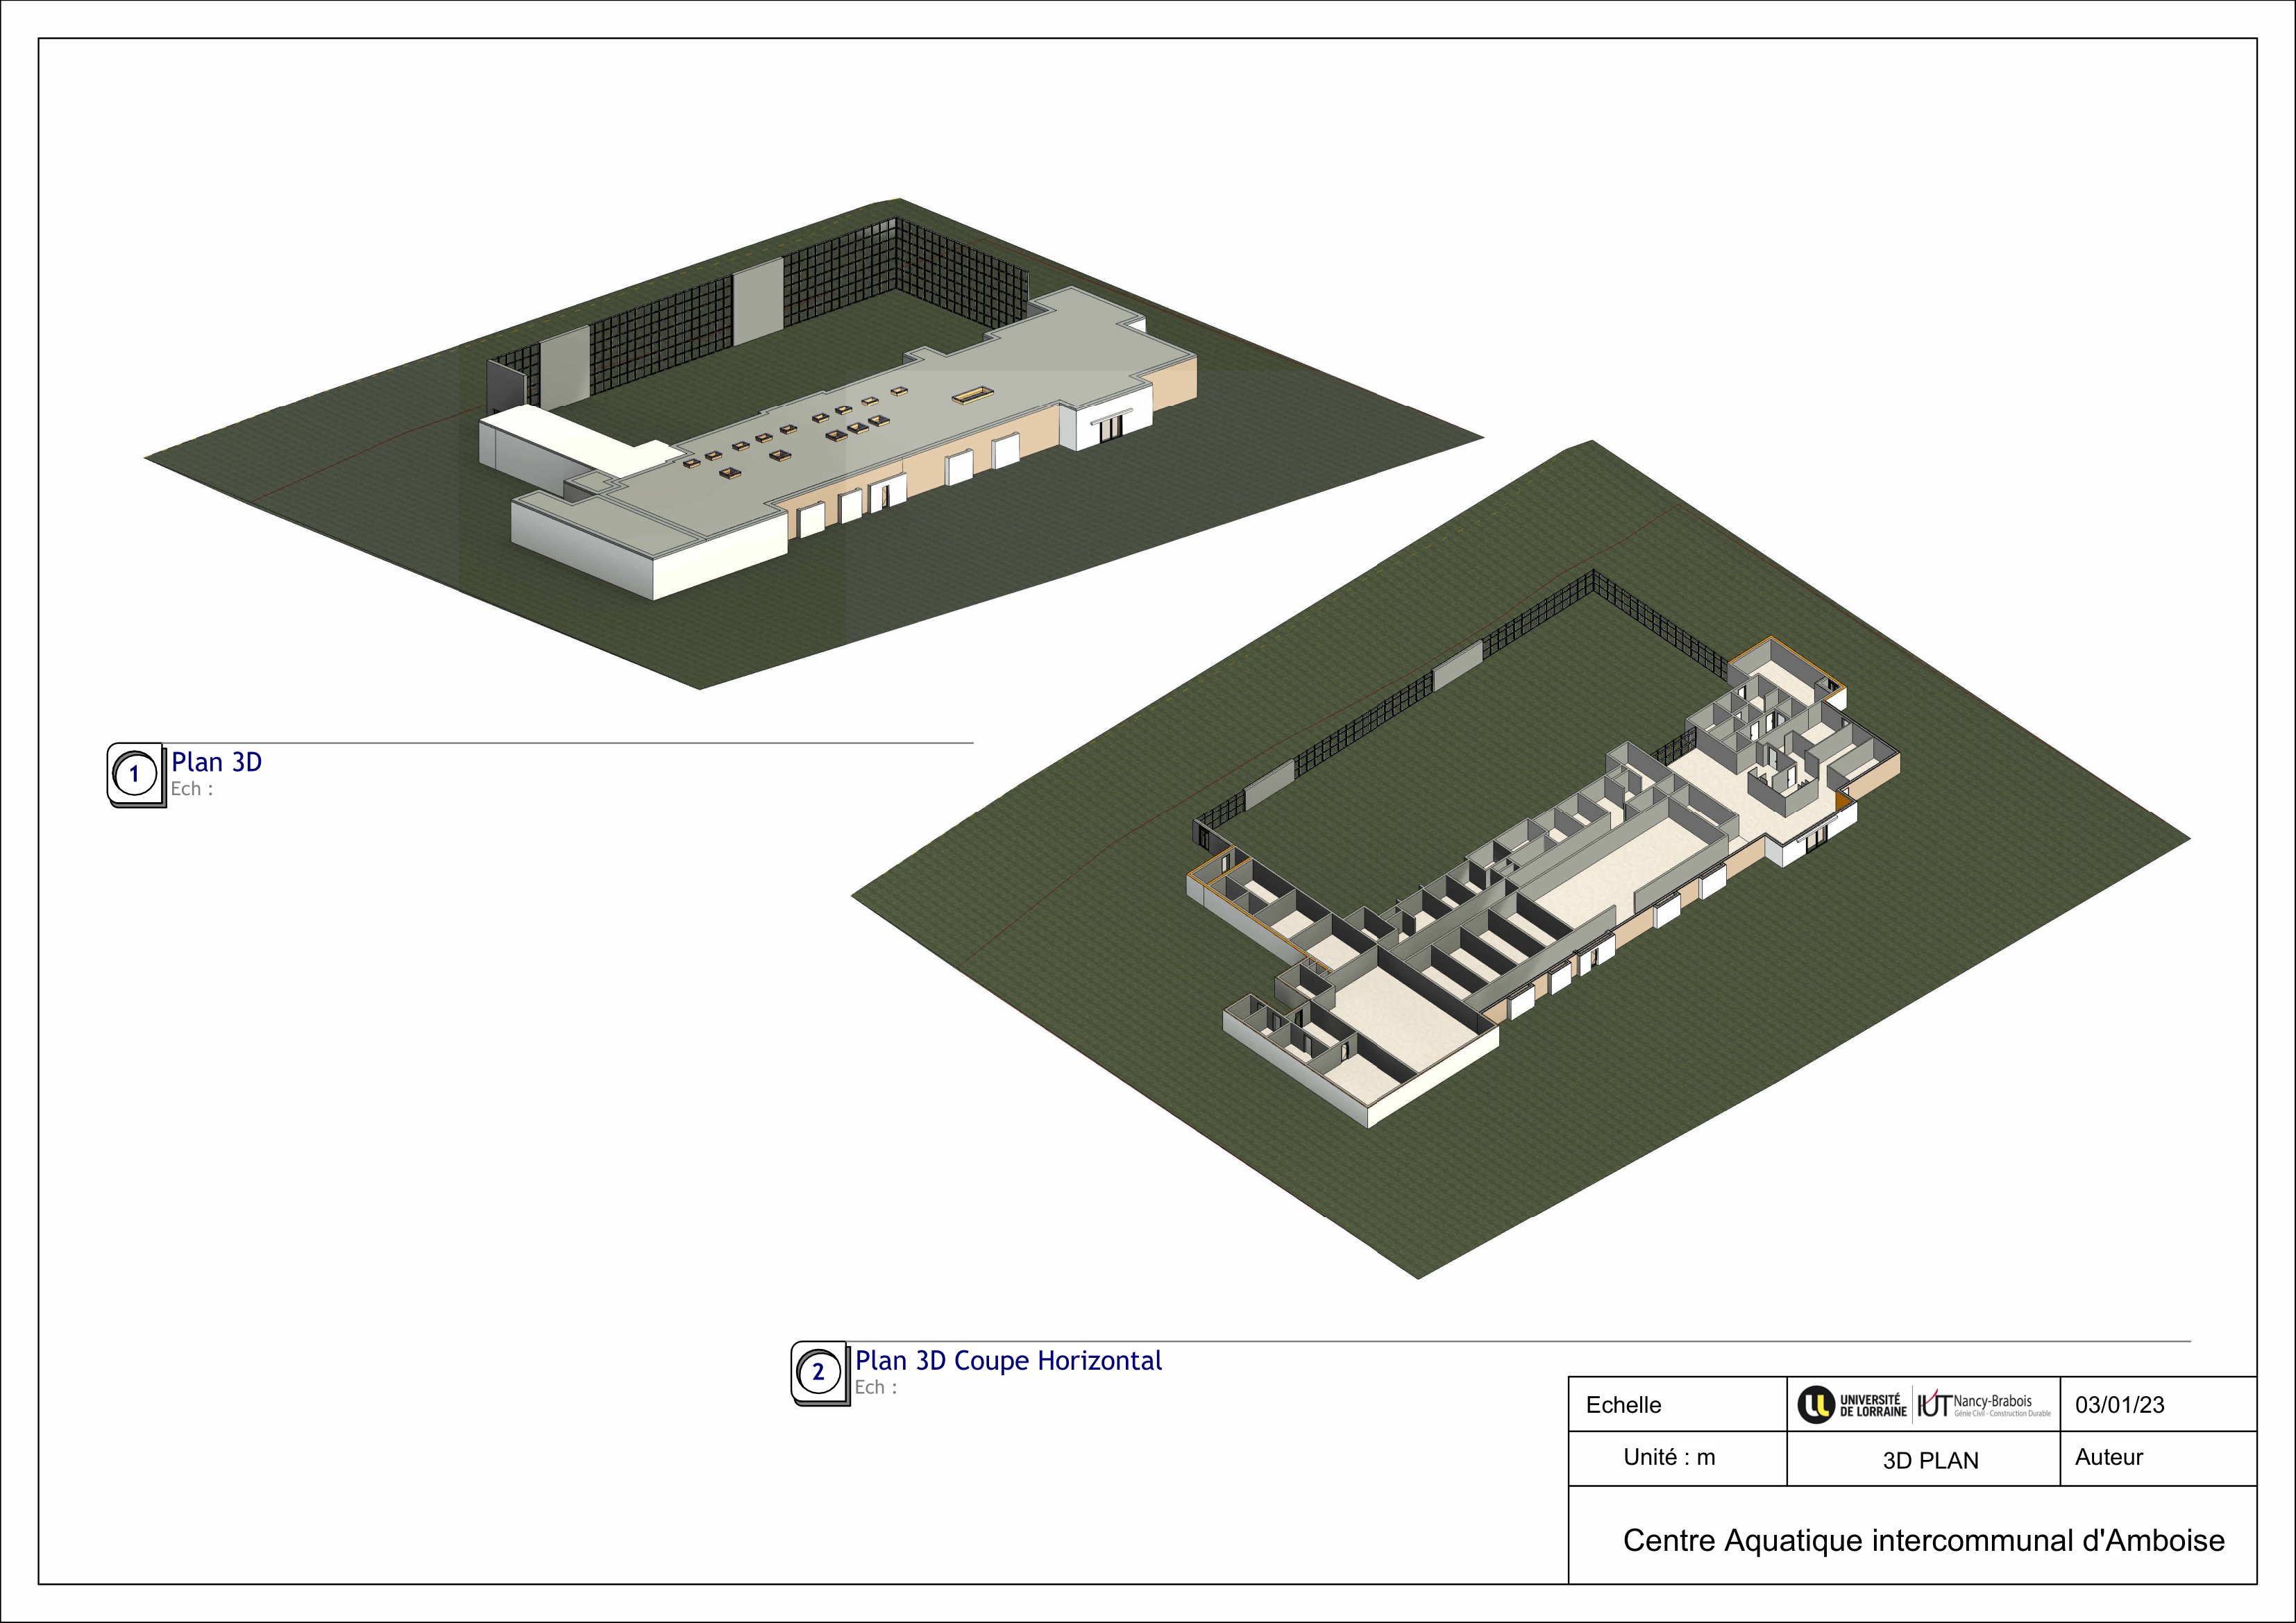 1
Plan 3D
Ech :
2
Plan 3D Coupe Horizontal
Ech :
Echelle
UNIVERSITÉ
DE LORRAINE
IUT Nancy-Brabois
Génie Civil - Construction Durable
03/01/23
Unité : m
3D PLAN
Auteur
Centre Aquatique intercommunal d'Amboise